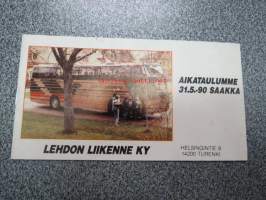 AIKATAULUMME
31.5.-90 SAAKKA
LEHDON LIIKENNE KY
HELSINGINTIE 8
14200 TURENKI